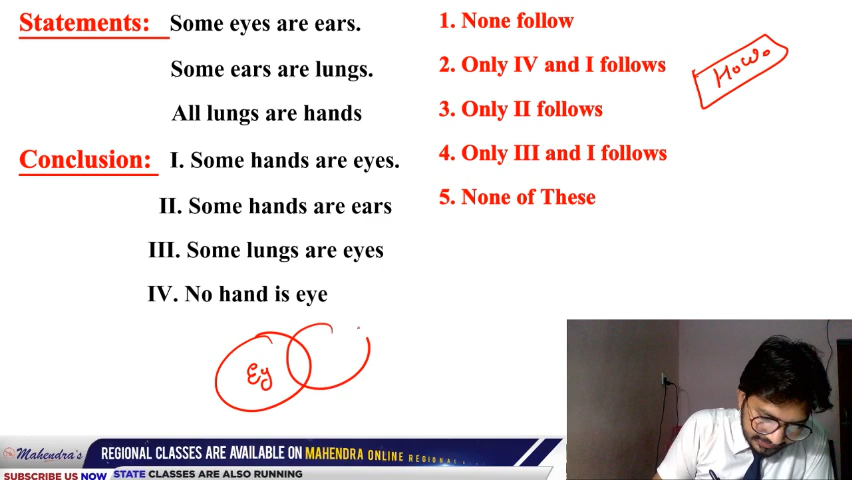 Statements: Some eyes are ears.
Some ears are lungs.
All lungs are hands
Conclusion: I. Some hands are eyes.
II. Some hands are ears
III. Some lungs are eyes
IV. No hand is eye
1. None follow
2. Only IV and I follows
3. Only II follows
4. Only III and I follows
5. None of These
H.W.
Ey
Mahendra's
REGIONAL CLASSES ARE AVAILABLE ON MAHENDRA ONLINE REGIONAL
SUBSCRIBE US NOW
STATE CLASSES ARE ALSO RUNNING